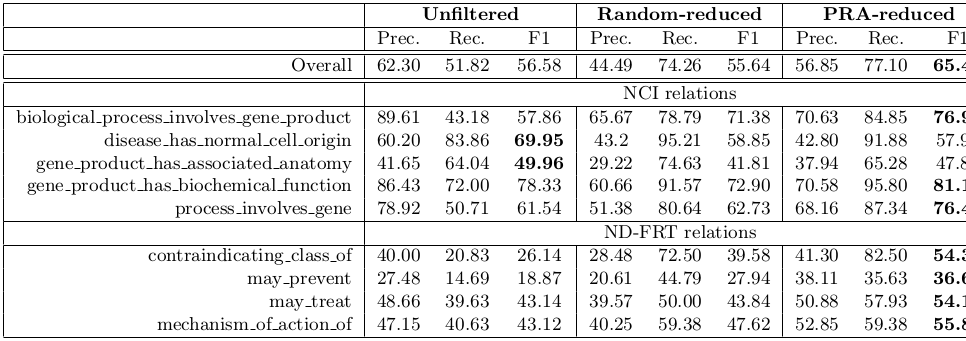 Unfiltered Random-reduced PRA-reduced
Prec. Rec. F1 Prec. Rec. F1 Prec. Rec. F1
Overall 62.30 51.82 56.58 44.49 74.26 55.64 56.85 77.10 65.4
NCI relations
biological_process_involves_gene_product 89.61 43.18 57.86 65.67 78.79 71.38 70.63 84.85 76.9
disease_has_normal_cell_origin 60.20 83.86 69.95 43.2 95.21 58.85 42.80 91.88 57.9
gene_product_has_associated_anatomy 41.65 64.04 49.96 29.22 74.63 41.81 37.94 65.28 47.8
gene_product_has_biochemical_function 86.43 72.00 78.33 60.66 91.57 72.90 70.58 95.80 81.1
process_involves_gene 78.92 50.71 61.54 51.38 80.64 62.73 68.16 87.34 76.4
ND-FRT relations
contraindicating_class_of 40.00 20.83 26.14 28.48 72.50 39.58 41.30 82.50 54.3
may_prevent 27.48 14.69 18.87 20.61 44.79 27.94 38.11 35.63 36.6
may_treat 48.66 39.63 43.14 39.57 50.00 43.84 50.88 57.93 54.1
mechanism_of_action_of 47.15 40.63 43.12 40.25 59.38 47.62 52.85 59.38 55.8